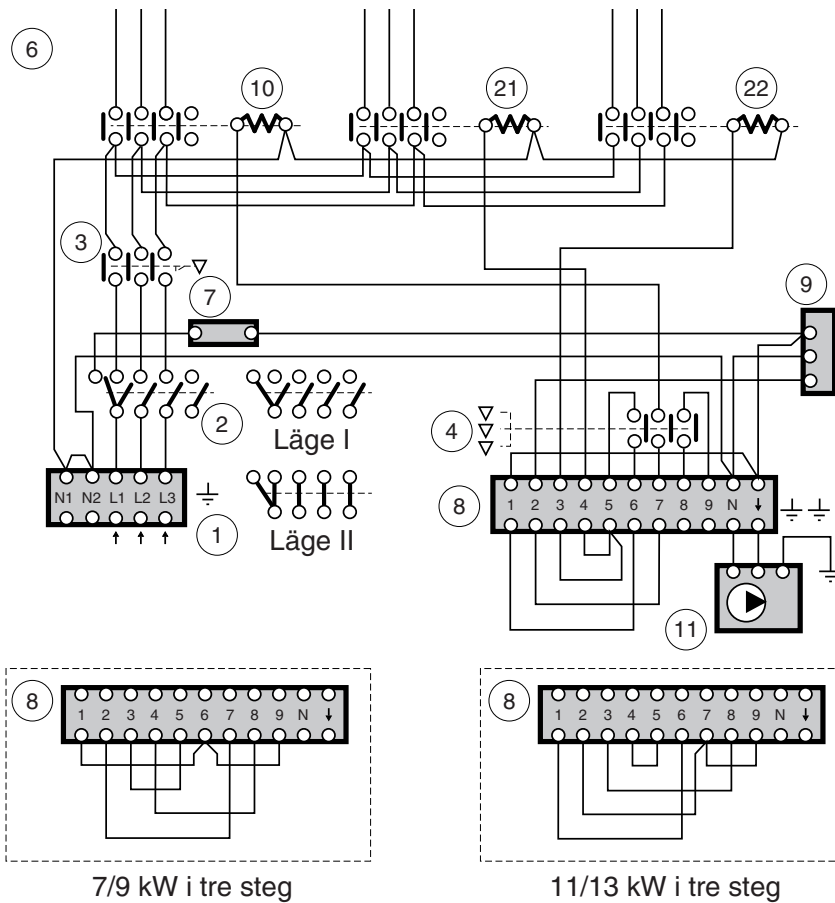 6
10
21
22
3
7
9
2
4
Läge I
N1 N2 L1 L2 L3
1
1 2 3 4 5 6 7 8 9 N ↓
8
Läge II
↑ ↑ ↑
11
8
1 2 3 4 5 6 7 8 9 N ↓
8
1 2 3 4 5 6 7 8 9 N ↓
7/9 kW i tre steg
11/13 kW i tre steg